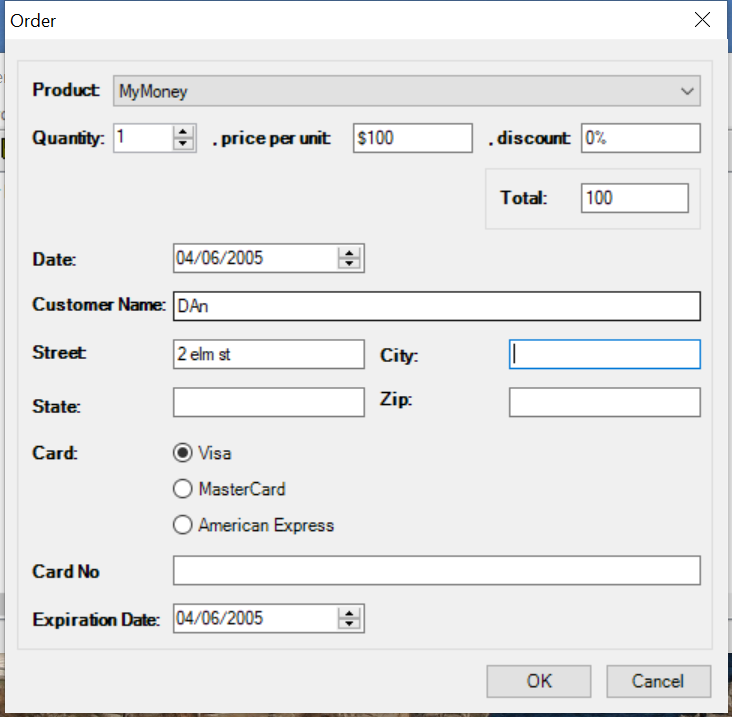 Order
Product: MyMoney
Quantity: 1 , price per unit: $100 , discount: 0%
Total: 100
Date: 04/06/2005
Customer Name: DAn
Street: 2 elm st City:
State: Zip:
Card: Visa
MasterCard
American Express
Card No
Expiration Date: 04/06/2005
OK Cancel